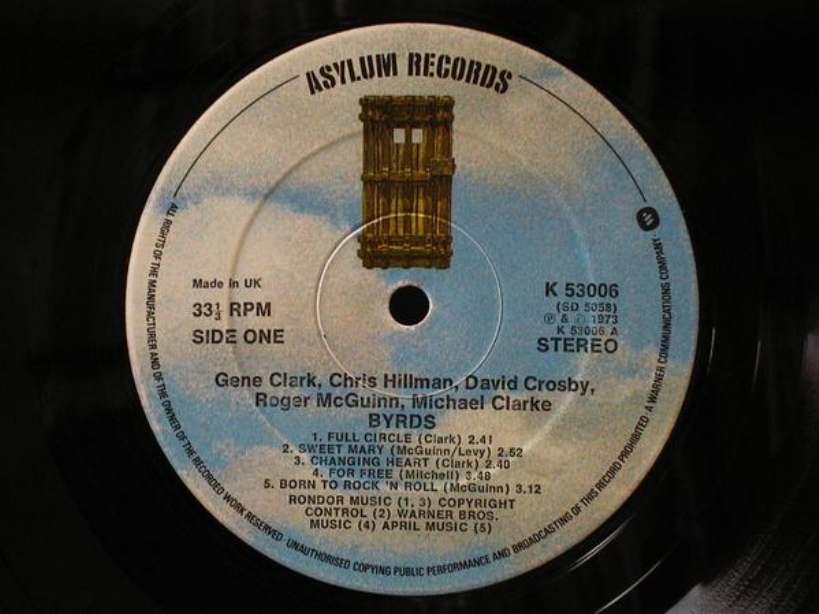 ASYLUM RECORDS
Made in UK
33⅓ RPM
SIDE ONE
K 53006
(SD 5058)
℗ & © 1973
K 53006 A
STEREO
Gene Clark, Chris Hillman, David Crosby,
Roger McGuinn, Michael Clarke
BYRDS
1. FULL CIRCLE (Clark) 2.41
2. SWEET MARY (McGuinn/Levy) 2.52
3. CHANGING HEART (Clark) 2.40
4. FOR FREE (Mitchell) 3.48
5. BORN TO ROCK 'N ROLL (McGuinn) 3.12
RONDOR MUSIC (1, 3) COPYRIGHT
CONTROL (2) WARNER BROS.
MUSIC (4) APRIL MUSIC (5)
ALL RIGHTS OF THE MANUFACTURER AND OF THE OWNER OF THE RECORDED WORK RESERVED · UNAUTHORISED COPYING PUBLIC PERFORMANCE AND BROADCASTING OF THIS RECORD PROHIBITED · A WARNER COMMUNICATIONS COMPANY ·